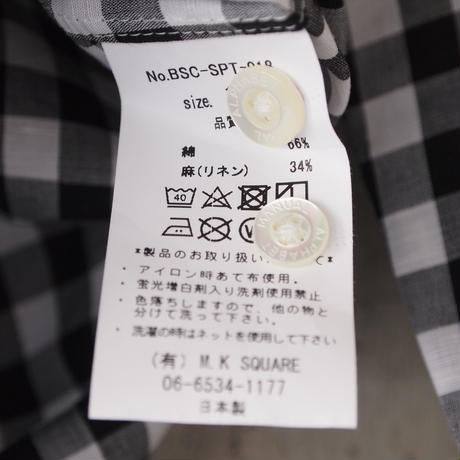 No.BSC-SPT-018
size.
品質
綿 66%
麻(リネン) 34%
40
*製品のお取り扱い
・アイロン時あて布使用。
・蛍光増白剤入り洗剤使用禁止
・色落ちしますので、他の物と
分けて洗って下さい。
・洗濯の時はネットを使用して下さい。
(有) M.K SQUARE
06-6534-1177
日本製